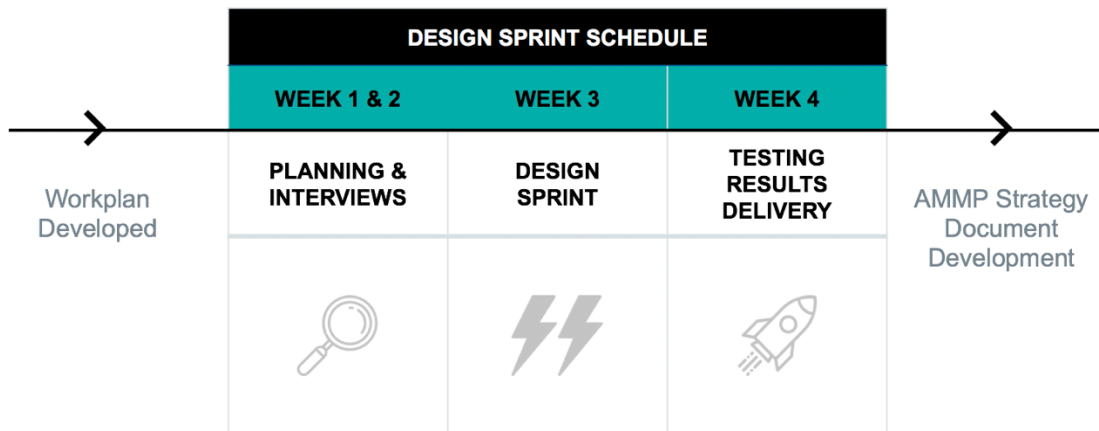 DESIGN SPRINT SCHEDULE
WEEK 1 & 2
WEEK 3
WEEK 4
Workplan
Developed
PLANNING &
INTERVIEWS
DESIGN
SPRINT
TESTING
RESULTS
DELIVERY
AMMP Strategy
Document
Development